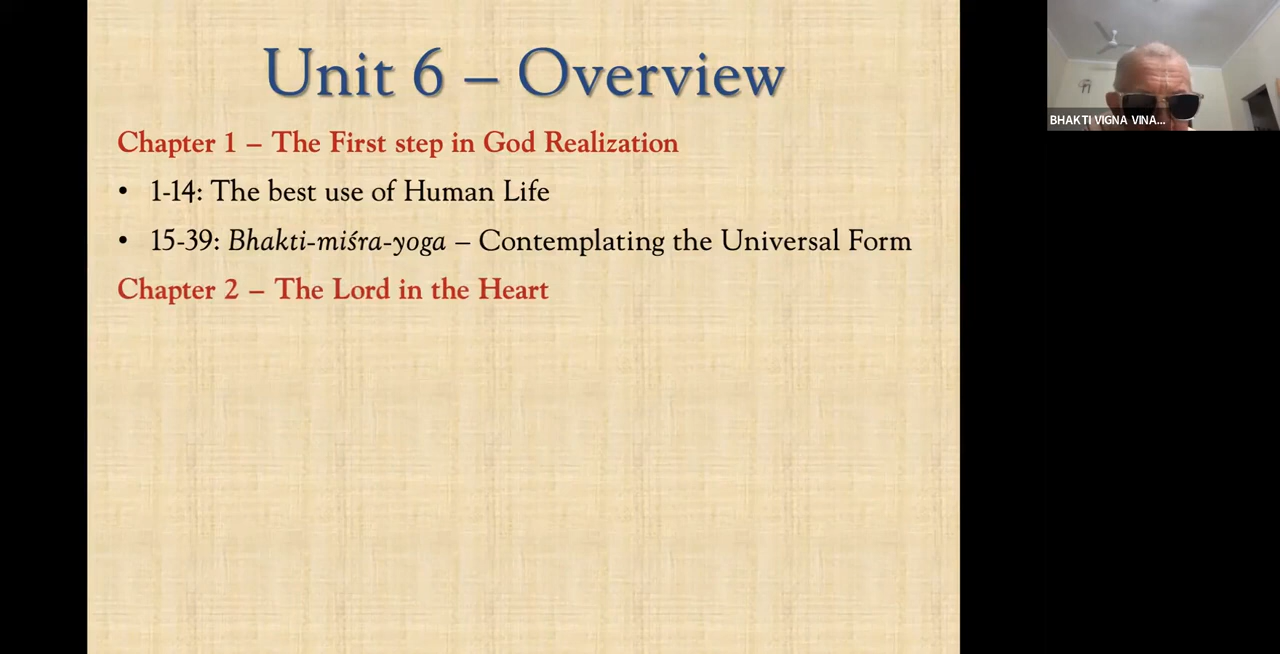 Unit 6 – Overview
Chapter 1 – The First step in God Realization
• 1-14: The best use of Human Life
• 15-39: Bhakti-miśra-yoga – Contemplating the Universal Form
Chapter 2 – The Lord in the Heart
BHAKTI VIGNA VINA...